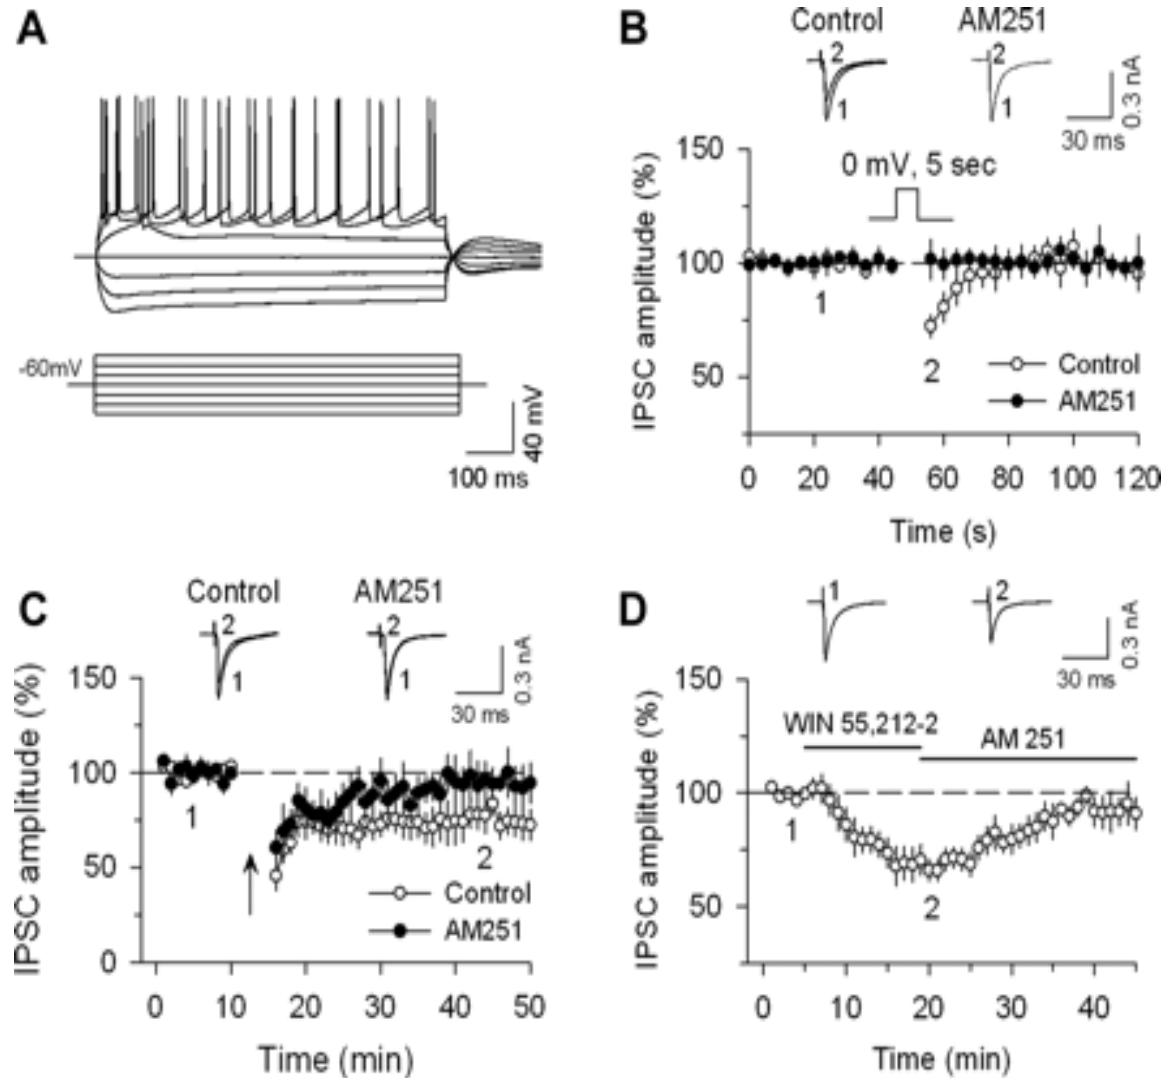 A
-60mV
40 mV
100 ms
B
Control AM251
2 2
1 1
0.3 nA
30 ms
150
0 mV, 5 sec
100
1
2
50
Control
AM251
IPSC amplitude (%)
0 20 40 60 80 100 120
Time (s)
C
Control AM251
2 2
1 1
0.3 nA
30 ms
150
100
1
50
2
Control
AM251
0
IPSC amplitude (%)
0 10 20 30 40 50
Time (min)
D
1 2
0.3 nA
30 ms
150
WIN 55,212-2
AM 251
100
1
50
2
IPSC amplitude (%)
0 10 20 30 40
Time (min)